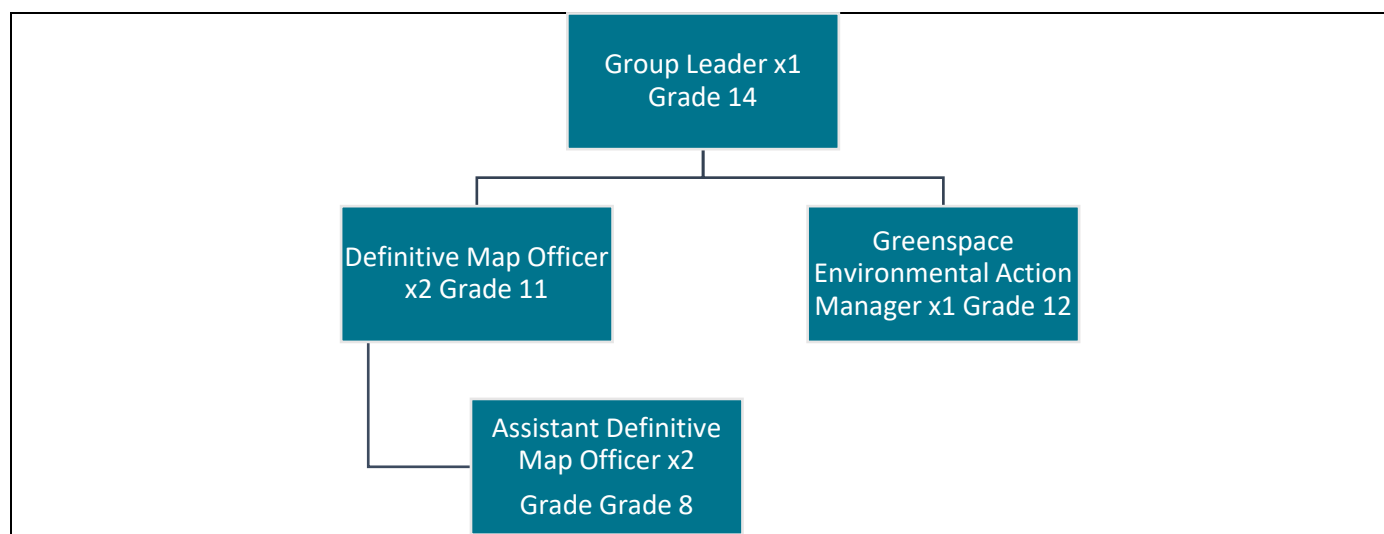 Group Leader x1
Grade 14
Definitive Map Officer
x2 Grade 11
Greenspace
Environmental Action
Manager x1 Grade 12
Assistant Definitive
Map Officer x2
Grade Grade 8